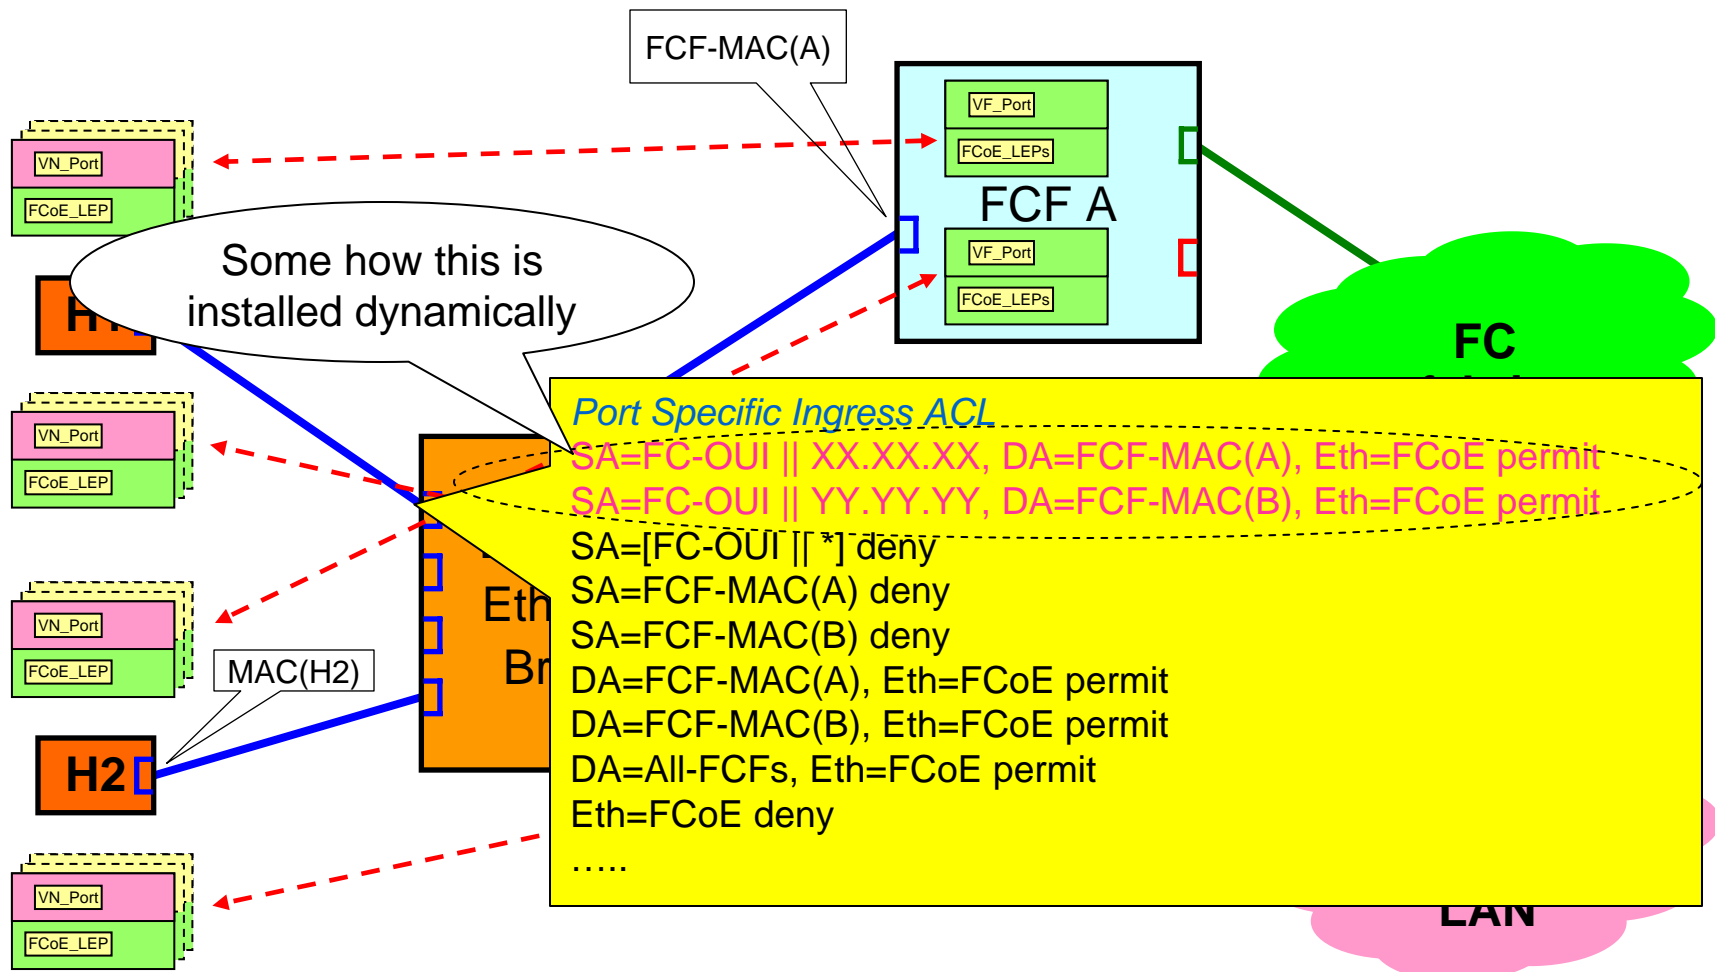 FCF-MAC(A)
VF_Port
FCoE_LEPs
FCF A
VF_Port
FCoE_LEPs
VN_Port
FCoE_LEP
Some how this is
installed dynamically
FC
VN_Port
FCoE_LEP
Port Specific Ingress ACL
SA=FC-OUI || XX.XX.XX, DA=FCF-MAC(A), Eth=FCoE permit
SA=FC-OUI || YY.YY.YY, DA=FCF-MAC(B), Eth=FCoE permit
SA=[FC-OUI || *] deny
SA=FCF-MAC(A) deny
SA=FCF-MAC(B) deny
DA=FCF-MAC(A), Eth=FCoE permit
DA=FCF-MAC(B), Eth=FCoE permit
DA=All-FCFs, Eth=FCoE permit
Eth=FCoE deny
…..
Eth
Br
VN_Port
FCoE_LEP
MAC(H2)
H2
VN_Port
FCoE_LEP
LAN